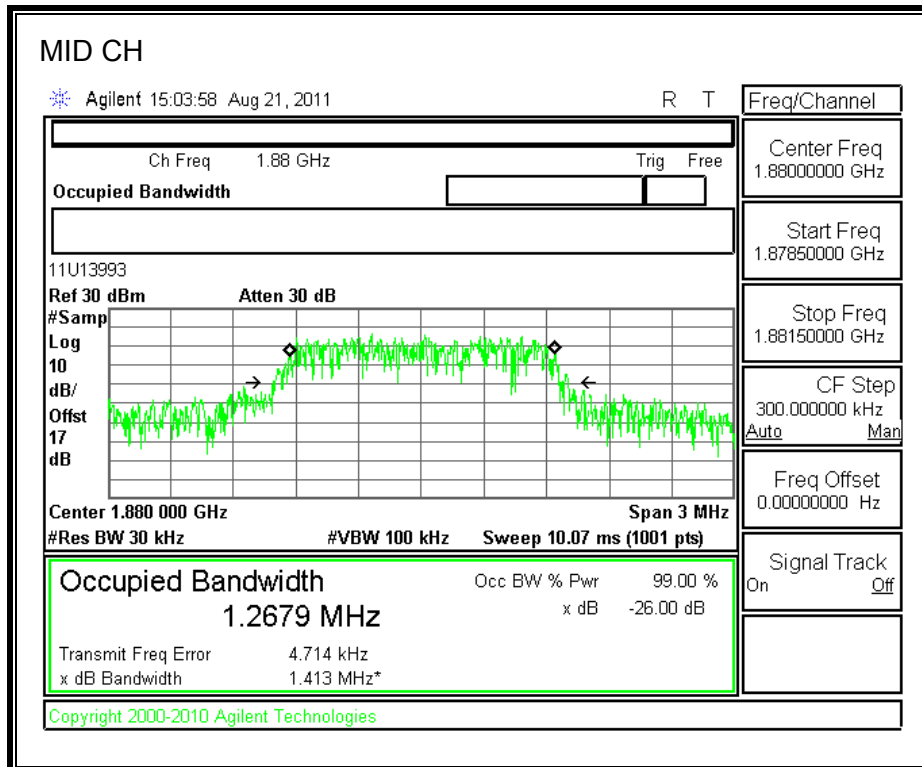 MID CH
Agilent 15:03:58 Aug 21, 2011 R T
Freq/Channel
Ch Freq 1.88 GHz Trig Free
Occupied Bandwidth
Center Freq
1.88000000 GHz
Start Freq
1.87850000 GHz
Stop Freq
1.88150000 GHz
CF Step
300.000000 kHz
Auto Man
Freq Offset
0.00000000 Hz
Signal Track
On Off
11U13993
Ref 30 dBm Atten 30 dB
#Samp
Log
10
dB/
Offst
17
dB
Center 1.880 000 GHz Span 3 MHz
#Res BW 30 kHz #VBW 100 kHz Sweep 10.07 ms (1001 pts)
Occupied Bandwidth Occ BW % Pwr 99.00 %
1.2679 MHz x dB -26.00 dB
Transmit Freq Error 4.714 kHz
x dB Bandwidth 1.413 MHz*
Copyright 2000-2010 Agilent Technologies